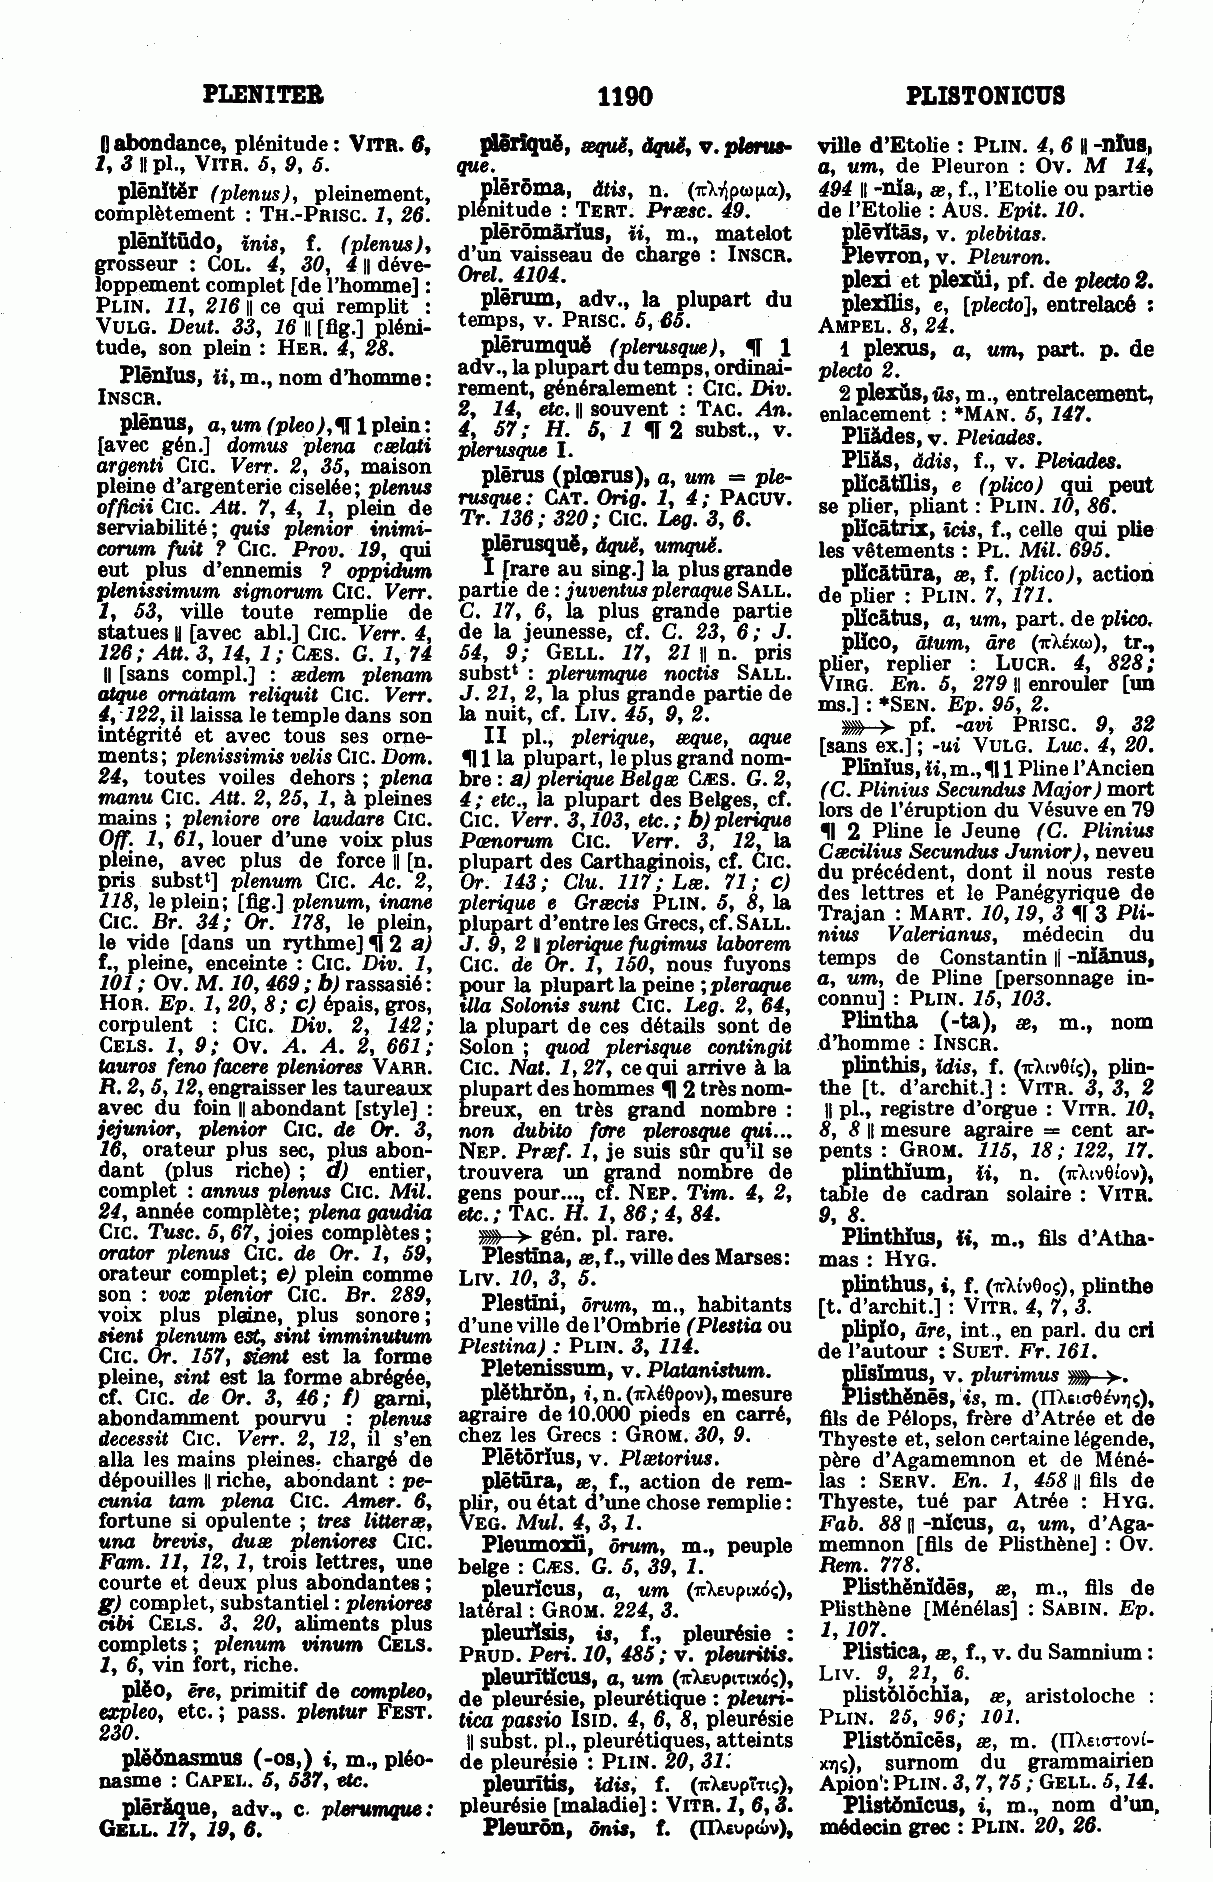 PLENITER
1190
PLISTONICUS
‖ abondance, plénitude : VITR. 6,
1, 3 ‖ pl., VITR. 5, 9, 5.
plēnĭtĕr (plenus), pleinement,
complètement : TH.-PRISC. 1, 26.
plēnĭtūdo, ĭnis, f. (plenus),
grosseur : COL. 4, 30, 4 ‖ déve-
loppement complet [de l'homme] :
PLIN. 11, 216 ‖ ce qui remplit :
VULG. Deut. 33, 16 ‖ [fig.] pléni-
tude, son plein : HER. 4, 28.
Plēnĭus, ĭi, m., nom d'homme :
INSCR.
plēnus, a, um (pleo), ¶ 1 plein :
[avec gén.] domus plena cælati
argenti CIC. Verr. 2, 35, maison
pleine d'argenterie ciselée ; plenus
officii CIC. Att. 7, 4, 1, plein de
serviabilité ; quis plenior inimi-
corum fuit ? CIC. Prov. 19, qui
eut plus d'ennemis ? oppidum
plenissimum signorum CIC. Verr.
1, 53, ville toute remplie de
statues ‖ [avec abl.] CIC. Verr. 4,
126 ; Att. 3, 14, 1 ; CÆS. G. 1, 74
‖ [sans compl.] : ædem plenam
atque ornatam reliquit CIC. Verr.
4, 122, il laissa le temple dans son
intégrité et avec tous ses orne-
ments ; plenissimis velis CIC. Dom.
24, toutes voiles dehors ; plena
manu CIC. Att. 2, 25, 1, à pleines
mains ; pleniore ore laudare CIC.
Off. 1, 61, louer d'une voix plus
pleine, avec plus de force ‖ [n.
pris subst¹] plenum CIC. Ac. 2,
118, le plein; [fig.] plenum, inane
CIC. Br. 34 ; Or. 178, le plein,
le vide [dans un rythme] ¶ 2 a)
f., pleine, enceinte : CIC. Div. 1,
101 ; OV. M. 10, 469 ; b) rassasié :
HOR. Ep. 1, 20, 8 ; c) épais, gros,
corpulent : CIC. Div. 2, 142 ;
CELS. 1, 9 ; OV. A. A. 2, 661 ;
tauros feno facere pleniores VARR.
R. 2, 5, 12, engraisser les taureaux
avec du foin ‖ abondant [style] :
jejunior, plenior CIC. de Or. 3,
16, orateur plus sec, plus abon-
dant (plus riche) ; d) entier,
complet : annus plenus CIC. Mil.
24, année complète ; plena gaudia
CIC. Tusc. 5, 67, joies complètes ;
orator plenus CIC. de Or. 1, 59,
orateur complet; e) plein comme
son : vox plenior CIC. Br. 289,
voix plus pleine, plus sonore ;
sient plenum est, sint imminutum
CIC. Or. 157, sient est la forme
pleine, sint est la forme abrégée,
cf. CIC. de Or. 3, 46 ; f) garni,
abondamment pourvu : plenus
decessit CIC. Verr. 2, 12, il s'en
alla les mains pleines, chargé de
dépouilles ‖ riche, abondant : pe-
cunia tam plena CIC. Amer. 6,
fortune si opulente ; tres litteræ,
una brevis, duæ pleniores CIC.
Fam. 11, 12, 1, trois lettres, une
courte et deux plus abondantes ;
g) complet, substantiel : pleniores
cibi CELS. 3, 20, aliments plus
complets ; plenum vinum CELS.
1, 6, vin fort, riche.
plĕo, ēre, primitif de compleo,
expleo, etc. ; pass. plentur FEST.
230.
plĕŏnasmus (-os,) i, m., pléo-
nasme : CAPEL. 5, 537, etc.
plērăque, adv., c. plerumque :
GELL. 17, 19, 6.
plērīquĕ, æquĕ, ăquĕ, v. plerus-
que.
plērōma, ătis, n. (πλήρωμα),
plénitude : TERT. Præsc. 49.
plērōmārĭus, ĭi, m., matelot
d'un vaisseau de charge : INSCR.
Orel. 4104.
plērum, adv., la plupart du
temps, v. PRISC. 5, 65.
plērumquĕ (plerusque), ¶ 1
adv., la plupart du temps, ordinai-
rement, généralement : CIC. Div.
2, 14, etc. ‖ souvent : TAC. An.
4, 57 ; H. 5, 1 ¶ 2 subst., v.
plerusque I.
plērus (plœrus), a, um = ple-
rusque : CAT. Orig. 1, 4 ; PACUV.
Tr. 136 ; 320 ; CIC. Leg. 3, 6.
plērusquĕ, ăquĕ, umquĕ.
I [rare au sing.] la plus grande
partie de : juventus pleraque SALL.
C. 17, 6, la plus grande partie
de la jeunesse, cf. C. 23, 6 ; J.
54, 9 ; GELL. 17, 21 ‖ n. pris
subst¹ : plerumque noctis SALL.
J. 21, 2, la plus grande partie de
la nuit, cf. LIV. 45, 9, 2.
II pl., plerique, æque, aque
¶ 1 la plupart, le plus grand nom-
bre : a) plerique Belgæ CÆS. G. 2,
4 ; etc., la plupart des Belges, cf.
CIC. Verr. 3, 103, etc. ; b) plerique
Pœnorum CIC. Verr. 3, 12, la
plupart des Carthaginois, cf. CIC.
Or. 143 ; Clu. 117 ; Læ. 71 ; c)
plerique e Græcis PLIN. 5, 8, la
plupart d'entre les Grecs, cf. SALL.
J. 9, 2 ‖ plerique fugimus laborem
CIC. de Or. 1, 150, nous fuyons
pour la plupart la peine ; pleraque
illa Solonis sunt CIC. Leg. 2, 64,
la plupart de ces détails sont de
Solon ; quod plerisque contingit
CIC. Nat. 1, 27, ce qui arrive à la
plupart des hommes ¶ 2 très nom-
breux, en très grand nombre :
non dubito fore plerosque qui...
NEP. Præf. 1, je suis sûr qu'il se
trouvera un grand nombre de
gens pour..., cf. NEP. Tim. 4, 2,
etc. ; TAC. H. 1, 86 ; 4, 84.
⟶ gén. pl. rare.
Plestīna, æ, f., ville des Marses :
LIV. 10, 3, 5.
Plestīni, ōrum, m., habitants
d'une ville de l'Ombrie (Plestia ou
Plestina) : PLIN. 3, 114.
Pletenissum, v. Platanistum.
plĕthrŏn, i, n. (πλέθρον), mesure
agraire de 10.000 pieds en carré,
chez les Grecs : GROM. 30, 9.
Plētōrĭus, v. Plætorius.
plētūra, æ, f., action de rem-
plir, ou état d'une chose remplie :
VEG. Mul. 4, 3, 1.
Pleumoxĭi, ōrum, m., peuple
belge : CÆS. G. 5, 39, 1.
pleurĭcus, a, um (πλευρικός),
latéral : GROM. 224, 3.
pleurĭsis, is, f., pleurésie :
PRUD. Peri. 10, 485 ; v. pleuritis.
pleurītĭcus, a, um (πλευριτικός),
de pleurésie, pleurétique : pleuri-
tica passio ISID. 4, 6, 8, pleurésie
‖ subst. pl., pleurétiques, atteints
de pleurésie : PLIN. 20, 31.
pleurītis, ĭdis, f. (πλευρῖτις),
pleurésie [maladie] : VITR. 1, 6, 3.
Pleurōn, ōnis, f. (Πλευρών),
ville d'Etolie : PLIN. 4, 6 ‖ -nĭus,
a, um, de Pleuron : OV. M 14,
494 ‖ -nĭa, æ, f., l'Etolie ou partie
de l'Etolie : AUS. Epit. 10.
plēvĭtās, v. plebitas.
Plevron, v. Pleuron.
plexi et plexŭi, pf. de plecto 2.
plexĭlis, e, [plecto], entrelacé :
AMPEL. 8, 24.
1 plexus, a, um, part. p. de
plecto 2.
2 plexŭs, ūs, m., entrelacement,
enlacement : *MAN. 5, 147.
Plĭădes, v. Pleiades.
Plĭăs, ădis, f., v. Pleiades.
plĭcātĭlis, e (plico) qui peut
se plier, pliant : PLIN. 10, 86.
plĭcātrix, īcis, f., celle qui plie
les vêtements : PL. Mil. 695.
plĭcātūra, æ, f. (plico), action
de plier : PLIN. 7, 171.
plĭcātus, a, um, part. de plico.
plĭco, ātum, āre (πλέκω), tr.,
plier, replier : LUCR. 4, 828 ;
VIRG. En. 5, 279 ‖ enrouler [un
ms.] : *SEN. Ep. 95, 2.
⟶ pf. -avi PRISC. 9, 32
[sans ex.] ; -ui VULG. Luc. 4, 20.
Plīnĭus, ĭi, m., ¶ 1 Pline l'Ancien
(C. Plinius Secundus Major) mort
lors de l'éruption du Vésuve en 79
¶ 2 Pline le Jeune (C. Plinius
Cæcilius Secundus Junior), neveu
du précédent, dont il nous reste
des lettres et le Panégyrique de
Trajan : MART. 10, 19, 3 ¶ 3 Pli-
nius Valerianus, médecin du
temps de Constantin ‖ -nĭānus,
a, um, de Pline [personnage in-
connu] : PLIN. 15, 103.
Plintha (-ta), æ, m., nom
d'homme : INSCR.
plinthis, ĭdis, f. (πλινθίς), plin-
the [t. d'archit.] : VITR. 3, 3, 2
‖ pl., registre d'orgue : VITR. 10,
8, 8 ‖ mesure agraire = cent ar-
pents : GROM. 115, 18 ; 122, 17.
plinthĭum, ĭi, n. (πλινθίον),
table de cadran solaire : VITR.
9, 8.
Plinthĭus, ĭi, m., fils d'Atha-
mas : HYG.
plinthus, i, f. (πλίνθος), plinthe
[t. d'archit.] : VITR. 4, 7, 3.
plipĭo, āre, int., en parl. du cri
de l'autour : SUET. Fr. 161.
plisĭmus, v. plurimus ⟶.
Plisthĕnēs, is, m. (Πλεισθένης),
fils de Pélops, frère d'Atrée et de
Thyeste et, selon certaine légende,
père d'Agamemnon et de Méné-
las : SERV. En. 1, 458 ‖ fils de
Thyeste, tué par Atrée : HYG.
Fab. 88 ‖ -nĭcus, a, um, d'Aga-
memnon [fils de Plisthène] : OV.
Rem. 778.
Plisthĕnĭdēs, æ, m., fils de
Plisthène [Ménélas] : SABIN. Ep.
1, 107.
Plistica, æ, f., v. du Samnium :
LIV. 9, 21, 6.
plistŏlŏchĭa, æ, aristoloche :
PLIN. 25, 96 ; 101.
Plistŏnīcēs, æ, m. (Πλειστονί-
κης), surnom du grammairien
Apion : PLIN. 3, 7, 75 ; GELL. 5, 14.
Plistŏnīcus, i, m., nom d'un
médecin grec : PLIN. 20, 26.